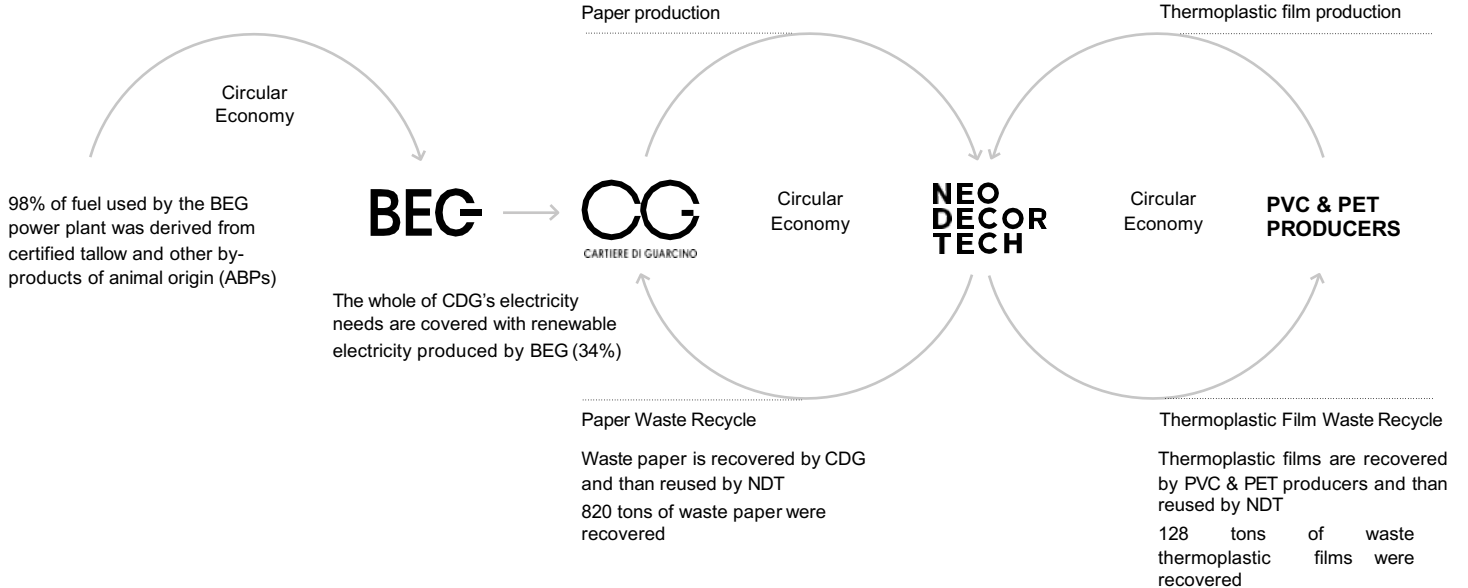 Paper production
Thermoplastic film production
Circular
Economy
98% of fuel used by the BEG
power plant was derived from
certified tallow and other by-
products of animal origin (ABPs)
BEG
The whole of CDG's electricity
needs are covered with renewable
electricity produced by BEG (34%)
CG
CARTIERE DI GUARCINO
Circular
Economy
NEO
DECOR
TECH
Circular
Economy
PVC & PET
PRODUCERS
Paper Waste Recycle
Waste paper is recovered by CDG
and than reused by NDT
820 tons of waste paper were
recovered
Thermoplastic Film Waste Recycle
Thermoplastic films are recovered
by PVC & PET producers and than
reused by NDT
128 tons of waste
thermoplastic films were
recovered